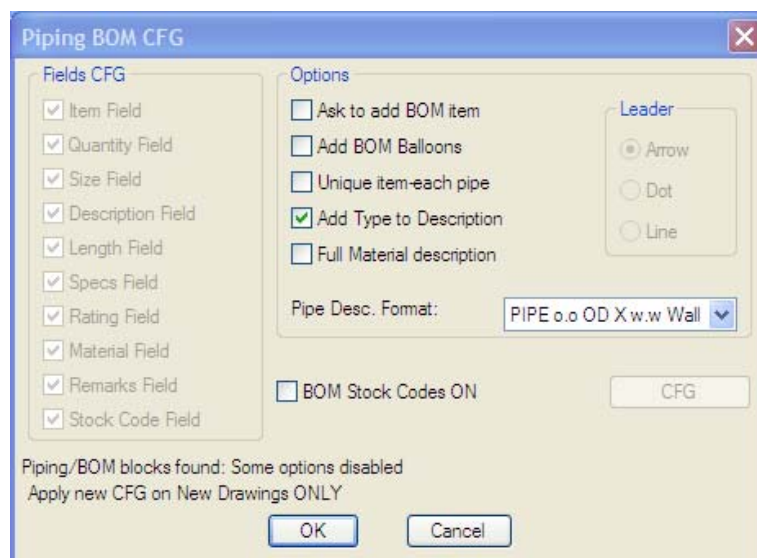 Piping BOM CFG
Fields CFG
Item Field
Quantity Field
Size Field
Description Field
Length Field
Specs Field
Rating Field
Material Field
Remarks Field
Stock Code Field
Options
Ask to add BOM item
Add BOM Balloons
Unique item-each pipe
Add Type to Description
Full Material description
Leader
Arrow
Dot
Line
Pipe Desc. Format:
PIPE o.o OD X w.w Wall
BOM Stock Codes ON
CFG
Piping/BOM blocks found: Some options disabled
Apply new CFG on New Drawings ONLY
OK
Cancel